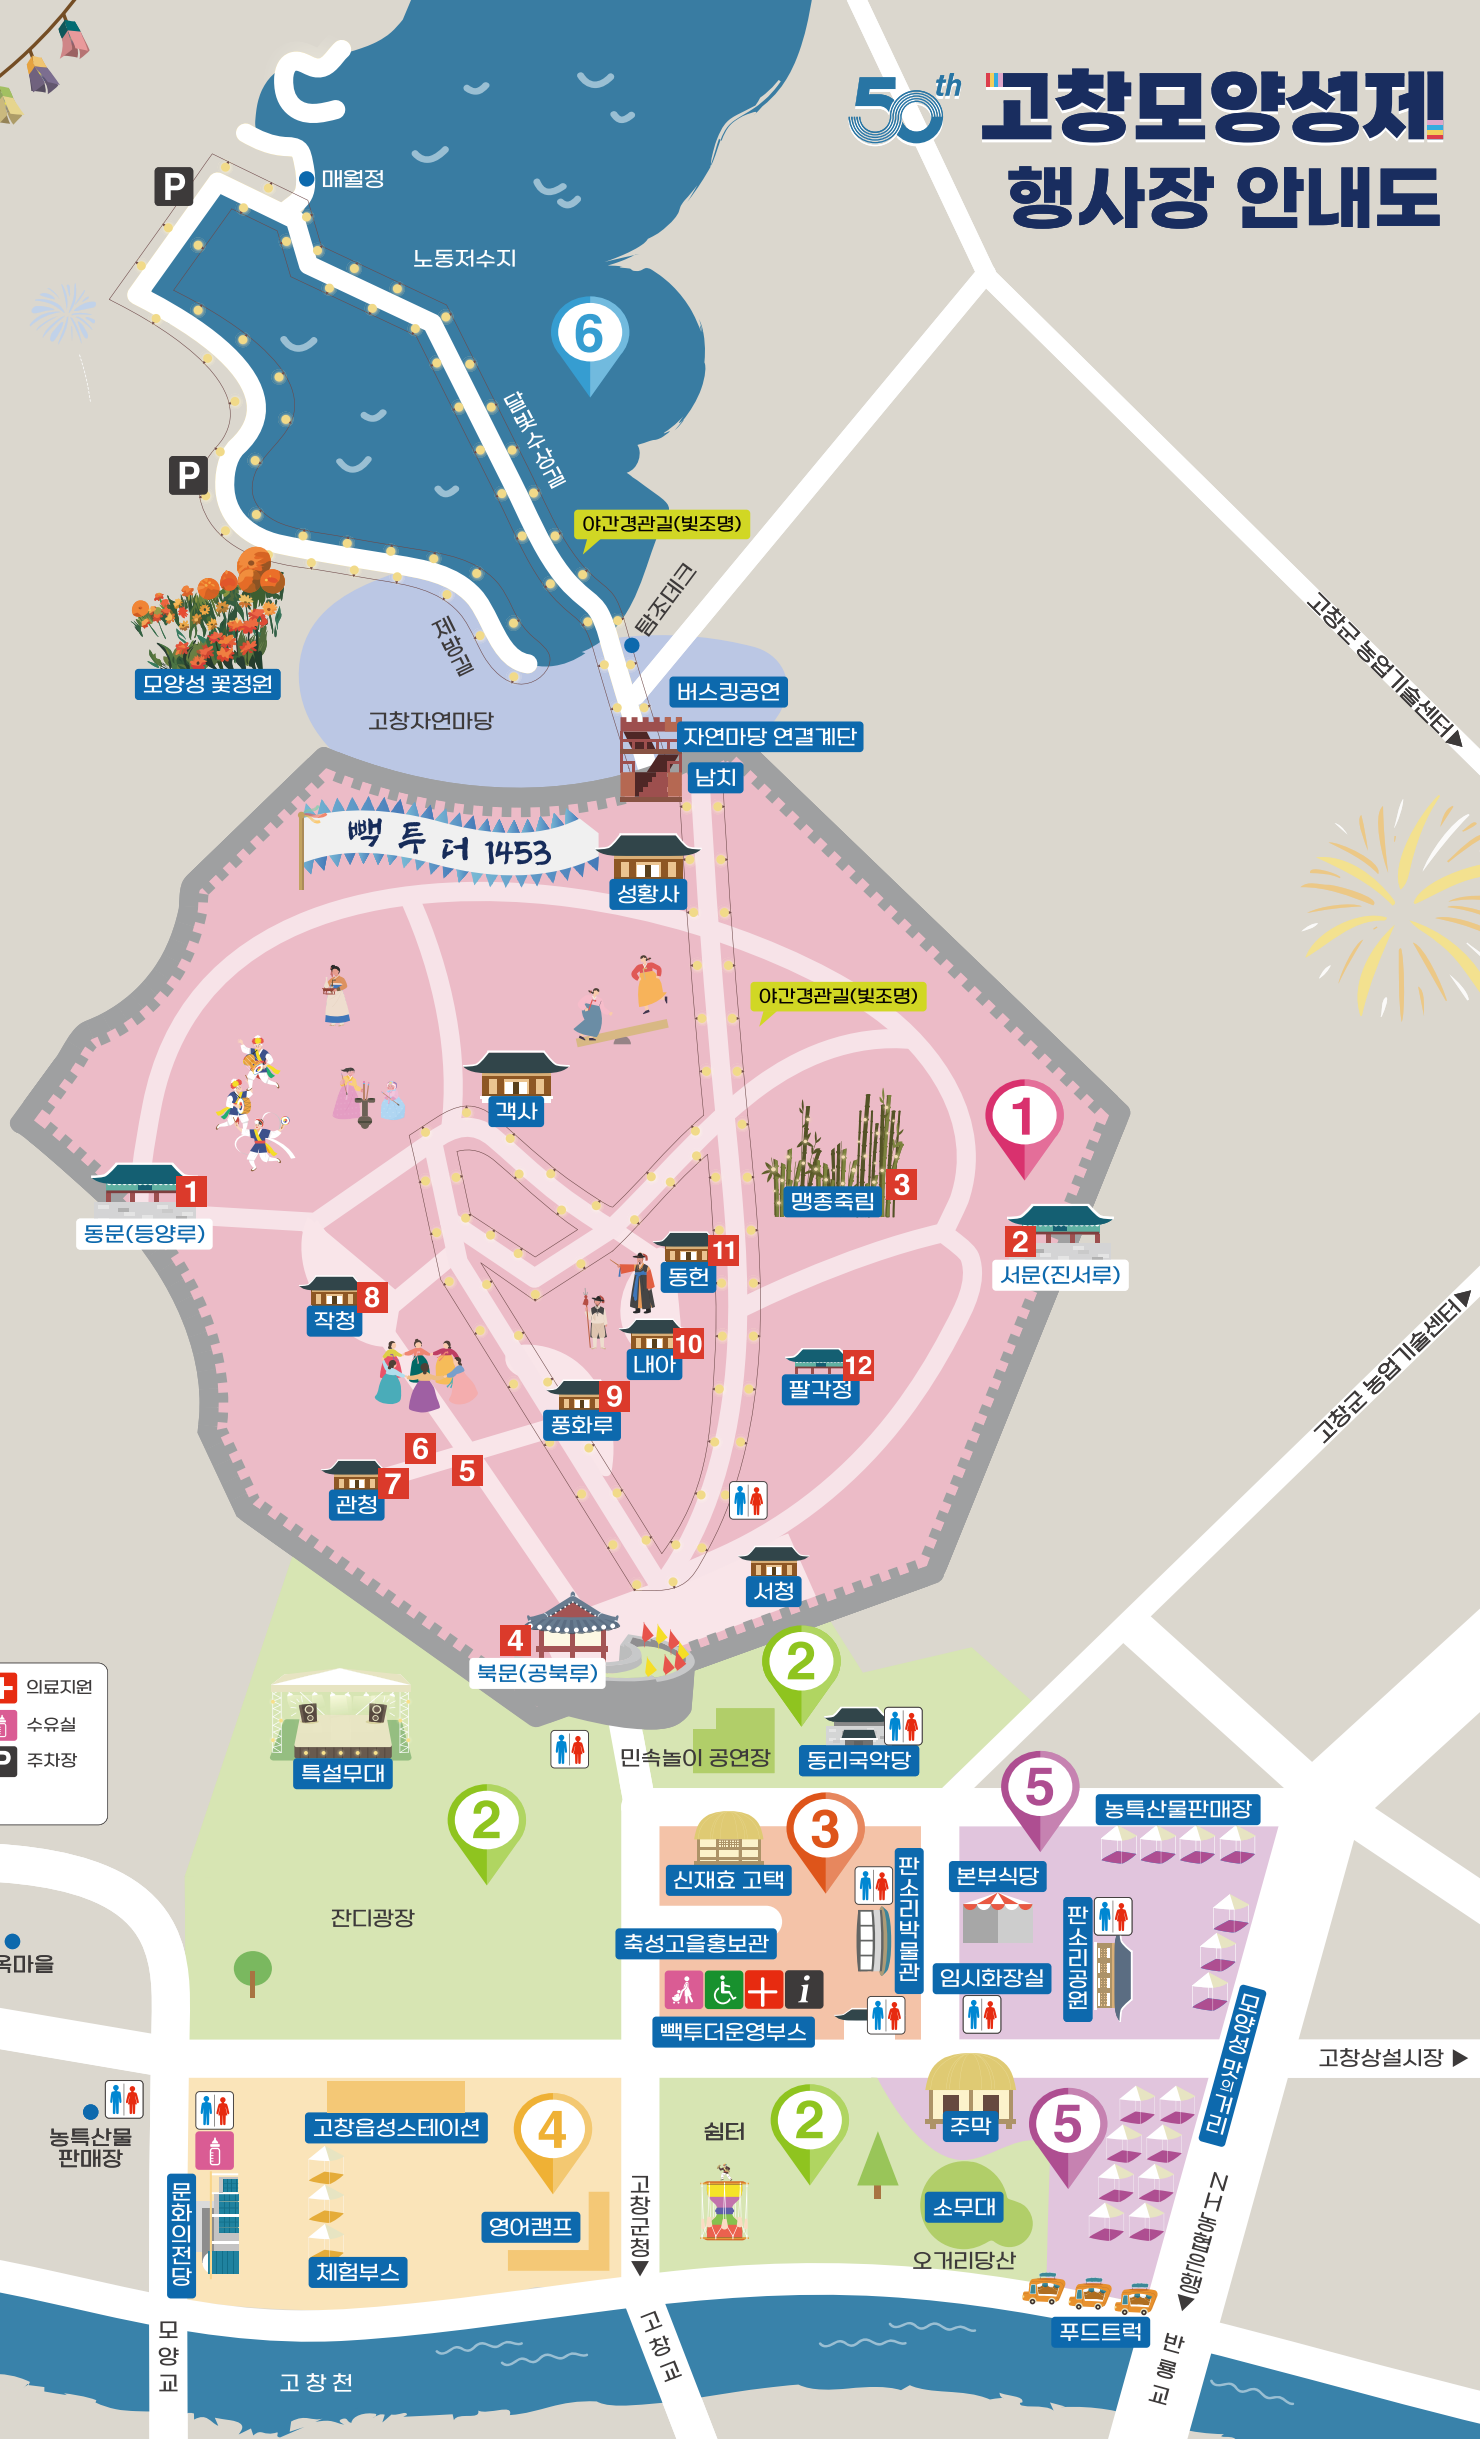 50th 고창모양성제
행사장 안내도
P
매월정
노동저수지
6
달빛수상길
P
야간경관길(빛조명)
탐조데크
제방길
모양성 꽃정원
고창자연마당
버스킹공연
자연마당 연결계단
남치
고창군 농업기술센터▶
빽 투 더 1453
성황사
야간경관길(빛조명)
객사
1
맹종죽림
3
1
동문(등양루)
2
서문(진서루)
11
동헌
8
작청
10
내아
12
팔각정
9
풍화루
6
5
7
관청
고창군 농업기술센터▶
서청
4
북문(공북루)
2
의료지원
수유실
P 주차장
특설무대
민속놀이 공연장
동리국악당
2
5
농특산물판매장
3
신재효 고택
판소리박물관
본부식당
잔디광장
축성고을홍보관
판소리공원
임시화장실
i
옥마을
빽투더운영부스
모양성 맛의거리
고창상설시장 ▶
농특산물
판매장
고창읍성스테이션
4
쉼터
2
주막
5
문화의전당
영어캠프
고창군청▼
소무대
NH농협은행▼
체험부스
오거리당산
푸드트럭
모양교
고창천
고창교
반룡교